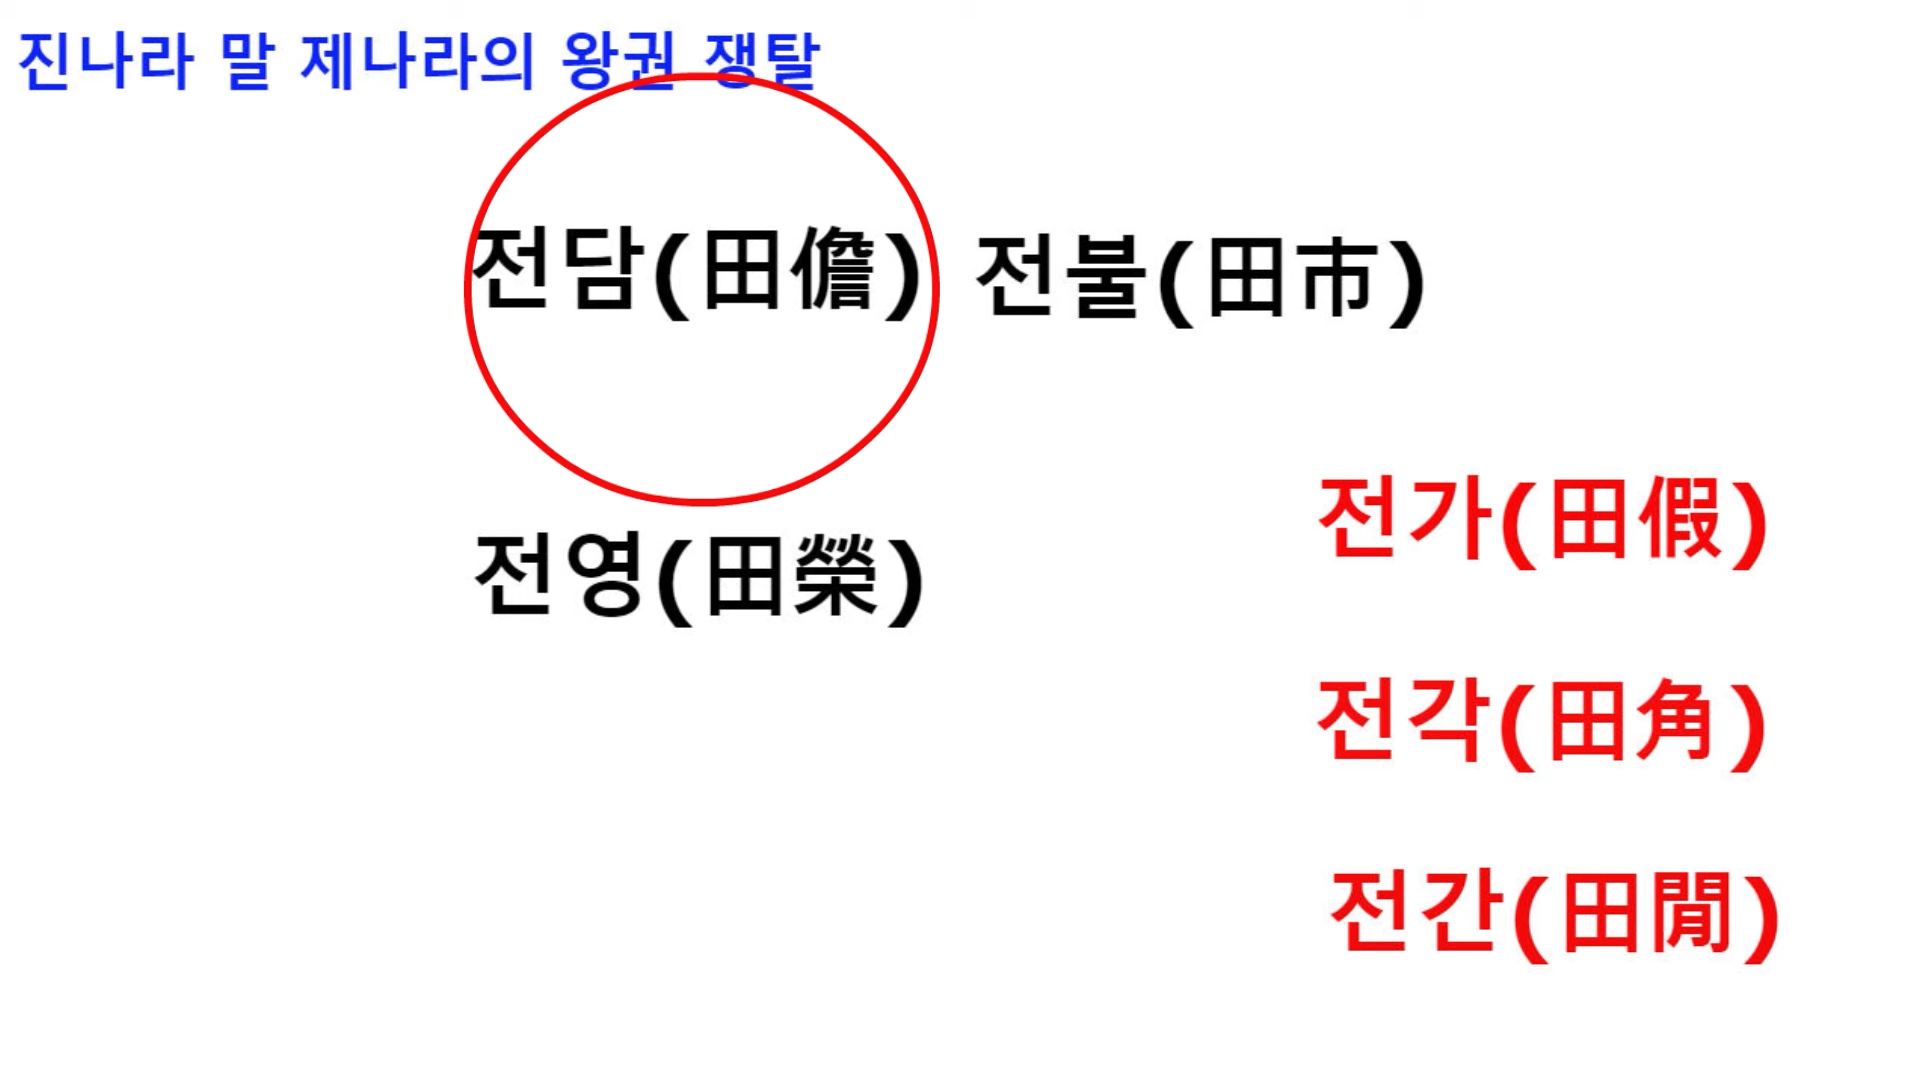 진나라 말 제나라의 왕권 쟁탈
전담(田儋) 전불(田巿)
전영(田榮)
전가(田假)
전각(田角)
전간(田閒)